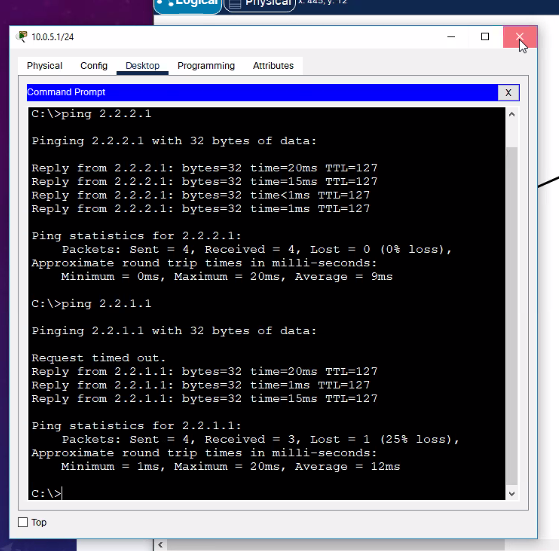 Logical
Physical
x: 485, y: 12
10.0.5.1/24
Physical Config Desktop Programming Attributes
Command Prompt
X
C:\>ping 2.2.2.1
Pinging 2.2.2.1 with 32 bytes of data:
Reply from 2.2.2.1: bytes=32 time=20ms TTL=127
Reply from 2.2.2.1: bytes=32 time=15ms TTL=127
Reply from 2.2.2.1: bytes=32 time<1ms TTL=127
Reply from 2.2.2.1: bytes=32 time=1ms TTL=127
Ping statistics for 2.2.2.1:
Packets: Sent = 4, Received = 4, Lost = 0 (0% loss),
Approximate round trip times in milli-seconds:
Minimum = 0ms, Maximum = 20ms, Average = 9ms
C:\>ping 2.2.1.1
Pinging 2.2.1.1 with 32 bytes of data:
Request timed out.
Reply from 2.2.1.1: bytes=32 time=20ms TTL=127
Reply from 2.2.1.1: bytes=32 time=1ms TTL=127
Reply from 2.2.1.1: bytes=32 time=15ms TTL=127
Ping statistics for 2.2.1.1:
Packets: Sent = 4, Received = 3, Lost = 1 (25% loss),
Approximate round trip times in milli-seconds:
Minimum = 1ms, Maximum = 20ms, Average = 12ms
C:\>
Top